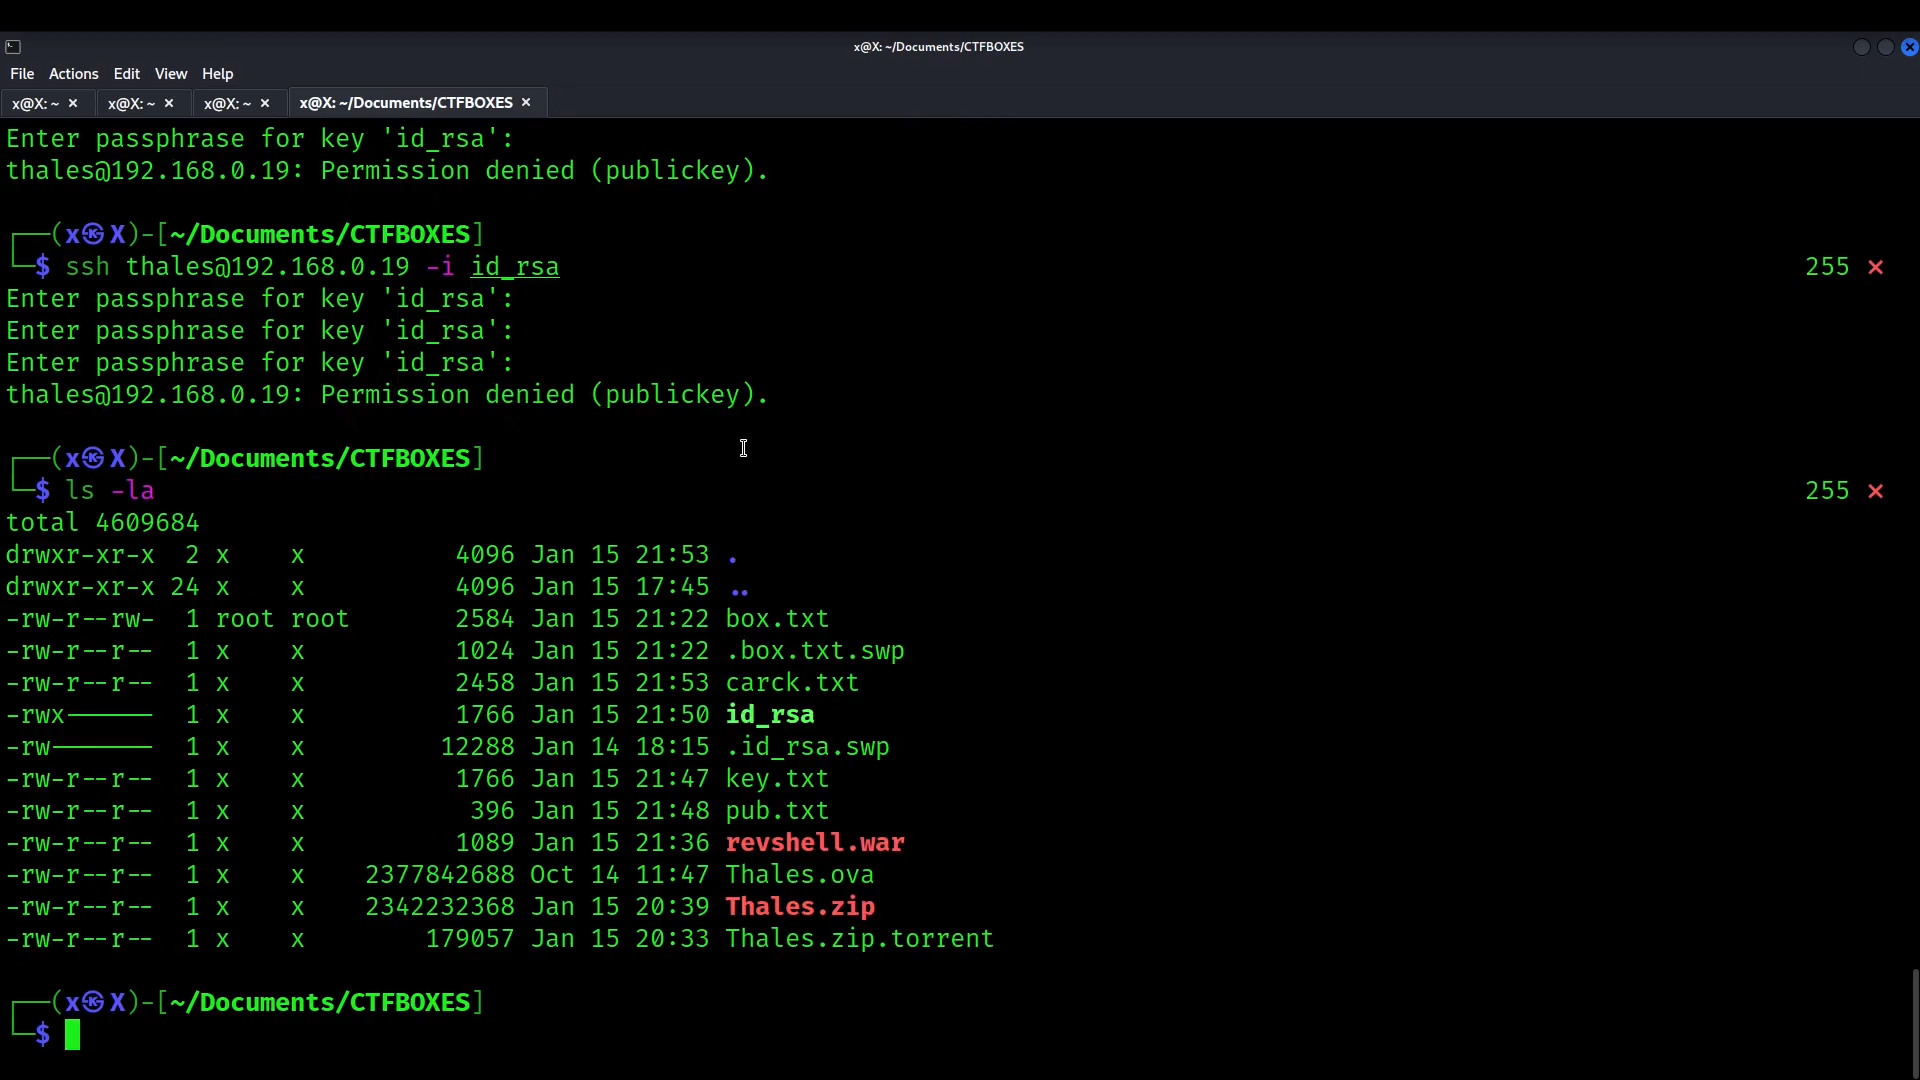 x@X: ~/Documents/CTFBOXES
File Actions Edit View Help
x@X: ~ × x@X: ~ × x@X: ~ × x@X: ~/Documents/CTFBOXES ×
Enter passphrase for key 'id_rsa':
thales@192.168.0.19: Permission denied (publickey).
┌──(x㉿X)-[~/Documents/CTFBOXES]
└─$ ssh thales@192.168.0.19 -i id_rsa 255 ⨯
Enter passphrase for key 'id_rsa':
Enter passphrase for key 'id_rsa':
Enter passphrase for key 'id_rsa':
thales@192.168.0.19: Permission denied (publickey).
┌──(x㉿X)-[~/Documents/CTFBOXES]
└─$ ls -la 255 ⨯
total 4609684
drwxr-xr-x 2 x x 4096 Jan 15 21:53 .
drwxr-xr-x 24 x x 4096 Jan 15 17:45 ..
-rw-r--rw- 1 root root 2584 Jan 15 21:22 box.txt
-rw-r--r-- 1 x x 1024 Jan 15 21:22 .box.txt.swp
-rw-r--r-- 1 x x 2458 Jan 15 21:53 carck.txt
-rwx------ 1 x x 1766 Jan 15 21:50 id_rsa
-rw------- 1 x x 12288 Jan 14 18:15 .id_rsa.swp
-rw-r--r-- 1 x x 1766 Jan 15 21:47 key.txt
-rw-r--r-- 1 x x 396 Jan 15 21:48 pub.txt
-rw-r--r-- 1 x x 1089 Jan 15 21:36 revshell.war
-rw-r--r-- 1 x x 2377842688 Oct 14 11:47 Thales.ova
-rw-r--r-- 1 x x 2342232368 Jan 15 20:39 Thales.zip
-rw-r--r-- 1 x x 179057 Jan 15 20:33 Thales.zip.torrent
┌──(x㉿X)-[~/Documents/CTFBOXES]
└─$